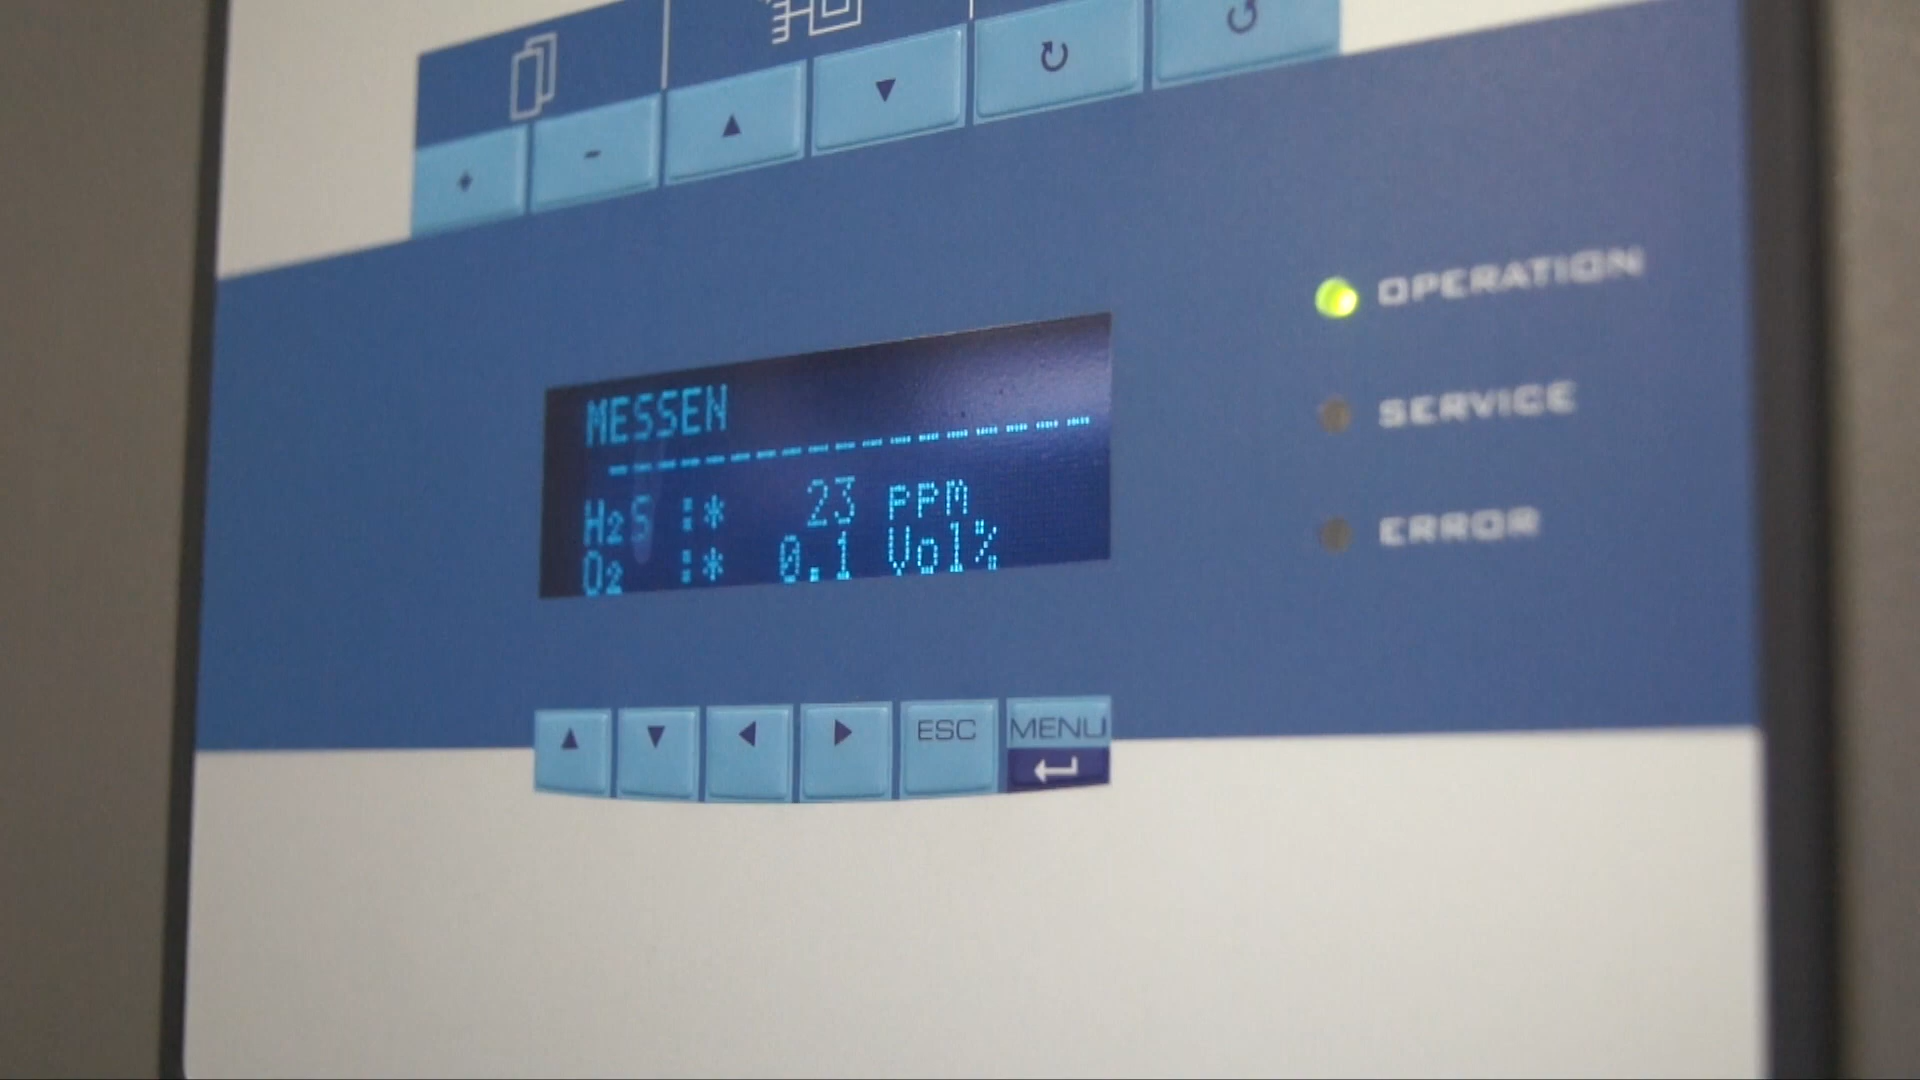 + -
OPERATION
MESSEN
--------------------
SERVICE
H2S :* 23 ppm
O2 :* 0.1 Vol%
ERROR
ESC MENU